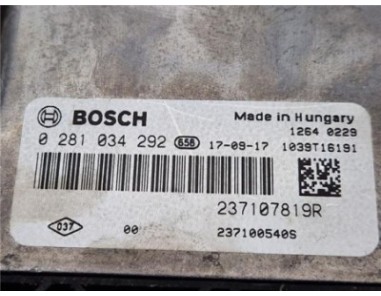 BOSCH Made in Hungary
1264 0229
0 281 034 292 656 17-09-17 1039T16191
237107819R
037 00 237100540S